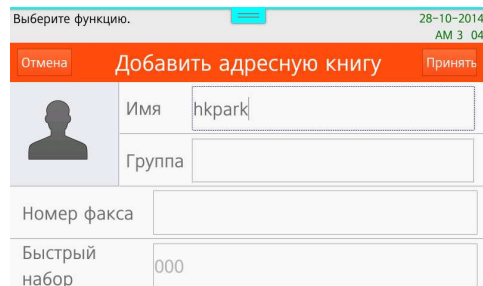 Выберите функцию.
28-10-2014
AM 3 04
Отмена
Добавить адресную книгу
Принять
Имя
hkpark
Группа
Номер факса
Быстрый
набор
000